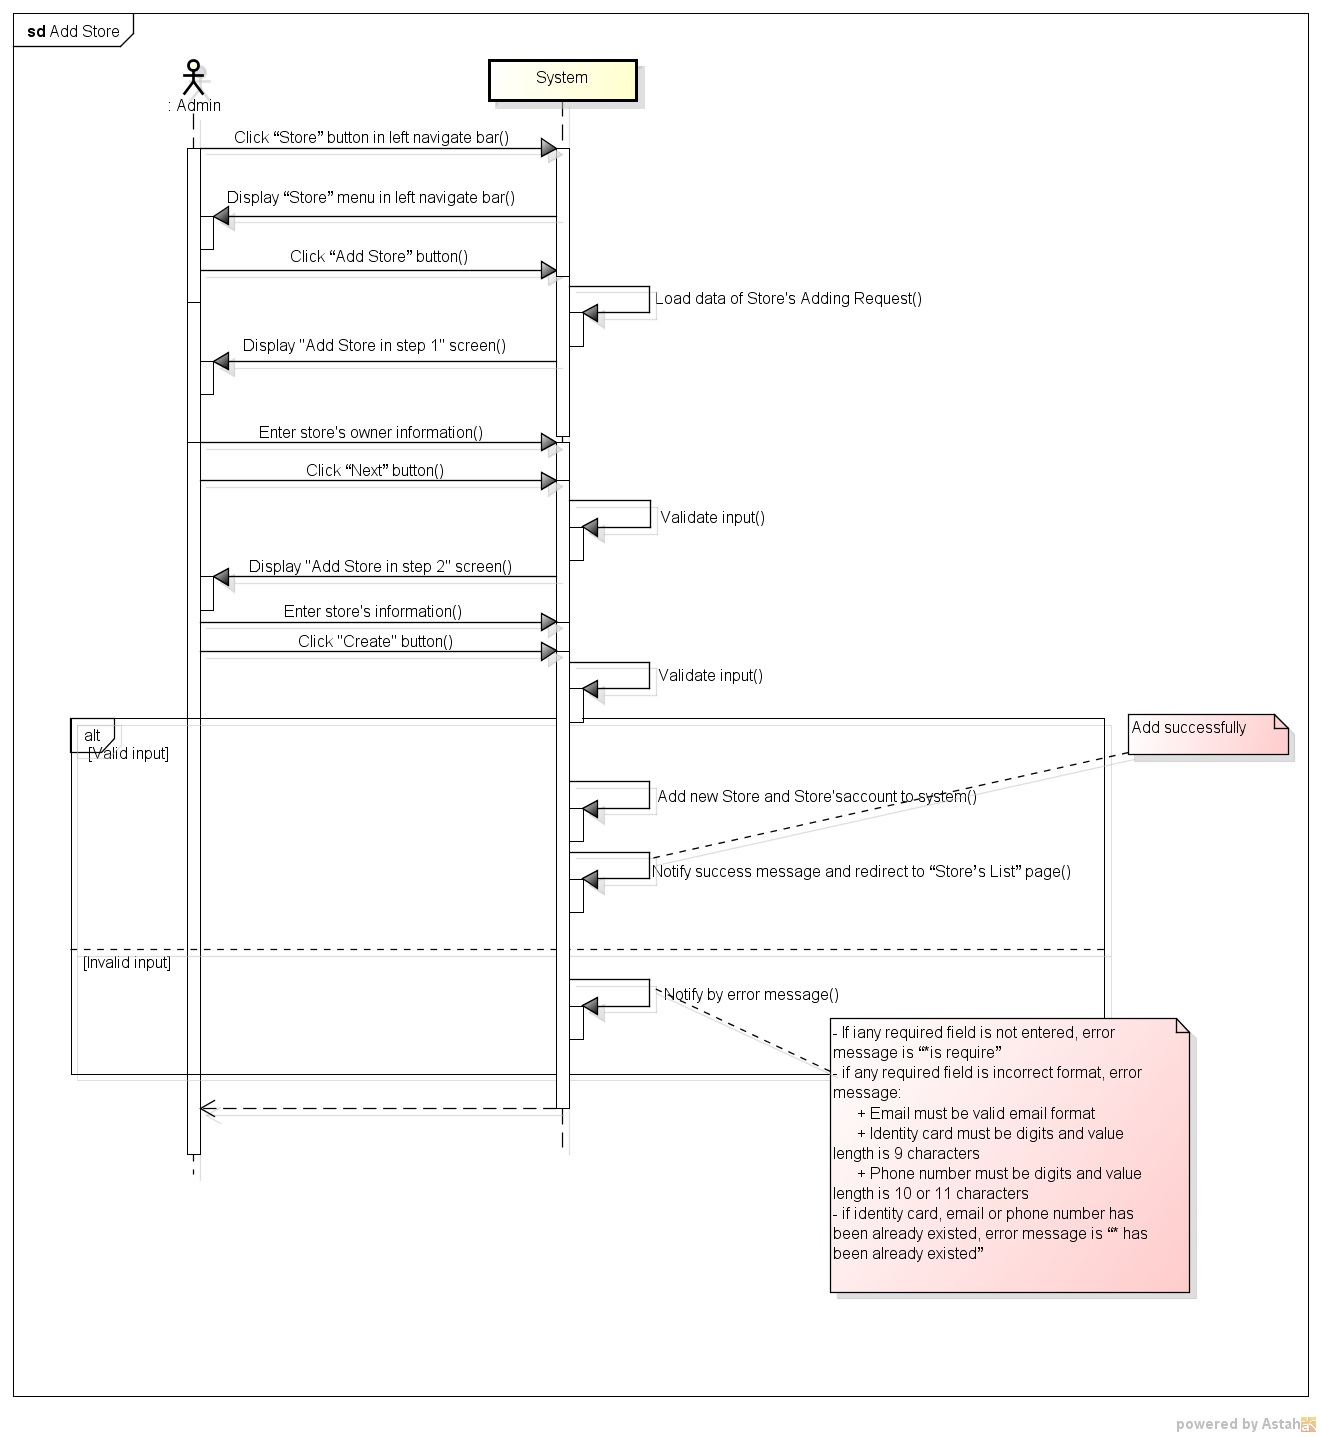 sd Add Store
: Admin
System
Click “Store” button in left navigate bar()
Display “Store” menu in left navigate bar()
Click “Add Store” button()
Load data of Store's Adding Request()
Display "Add Store in step 1" screen()
Enter store's owner information()
Click “Next” button()
Validate input()
Display "Add Store in step 2" screen()
Enter store's information()
Click "Create" button()
Validate input()
alt
[Valid input]
Add successfully
Add new Store and Store'saccount to system()
Notify success message and redirect to “Store’s List” page()
[Invalid input]
Notify by error message()
- If iany required field is not entered, error
message is “*is require”
- if any required field is incorrect format, error
message:
+ Email must be valid email format
+ Identity card must be digits and value
length is 9 characters
+ Phone number must be digits and value
length is 10 or 11 characters
- if identity card, email or phone number has
been already existed, error message is “* has
been already existed”
powered by Astah